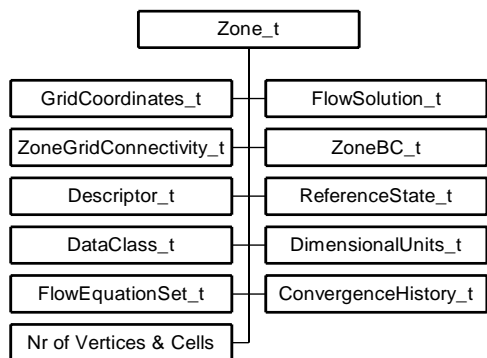 Zone_t
GridCoordinates_t
FlowSolution_t
ZoneGridConnectivity_t
ZoneBC_t
Descriptor_t
ReferenceState_t
DataClass_t
DimensionalUnits_t
FlowEquationSet_t
ConvergenceHistory_t
Nr of Vertices & Cells